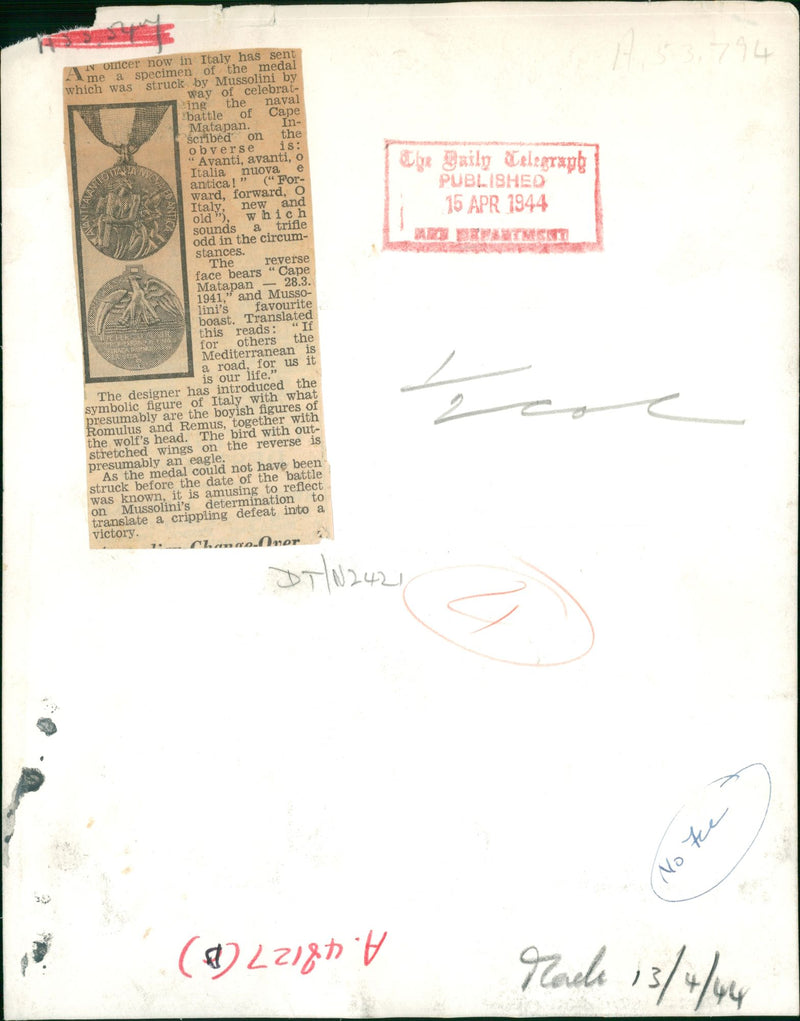 A.53.794
AN officer now in Italy has sent
me a specimen of the medal
which was struck by Mussolini by
way of celebrat-
ing the naval
battle of Cape
Matapan. In-
scribed on the
obverse is:
"Avanti, avanti, o
Italia nuova e
antica!" ("For-
ward, forward, O
Italy, new and
old"), which
sounds a trifle
odd in the circum-
stances.
The reverse
face bears "Cape
Matapan — 28.3.
1941," and Musso-
lini's favourite
boast. Translated
this reads: "If
for others the
Mediterranean is
a road, for us it
is our life."
The designer has introduced the
symbolic figure of Italy with what
presumably are the boyish figures of
Romulus and Remus, together with
the wolf's head. The bird with out-
stretched wings on the reverse is
presumably an eagle.
As the medal could not have been
struck before the date of the battle
was known, it is amusing to reflect
on Mussolini's determination to
translate a crippling defeat into a
victory.
Change-Over
The Daily Telegraph
PUBLISHED
15 APR 1944
ART DEPARTMENT
1/2 col
DT/N2421
No Fee
A.48127(B)
13/4/44